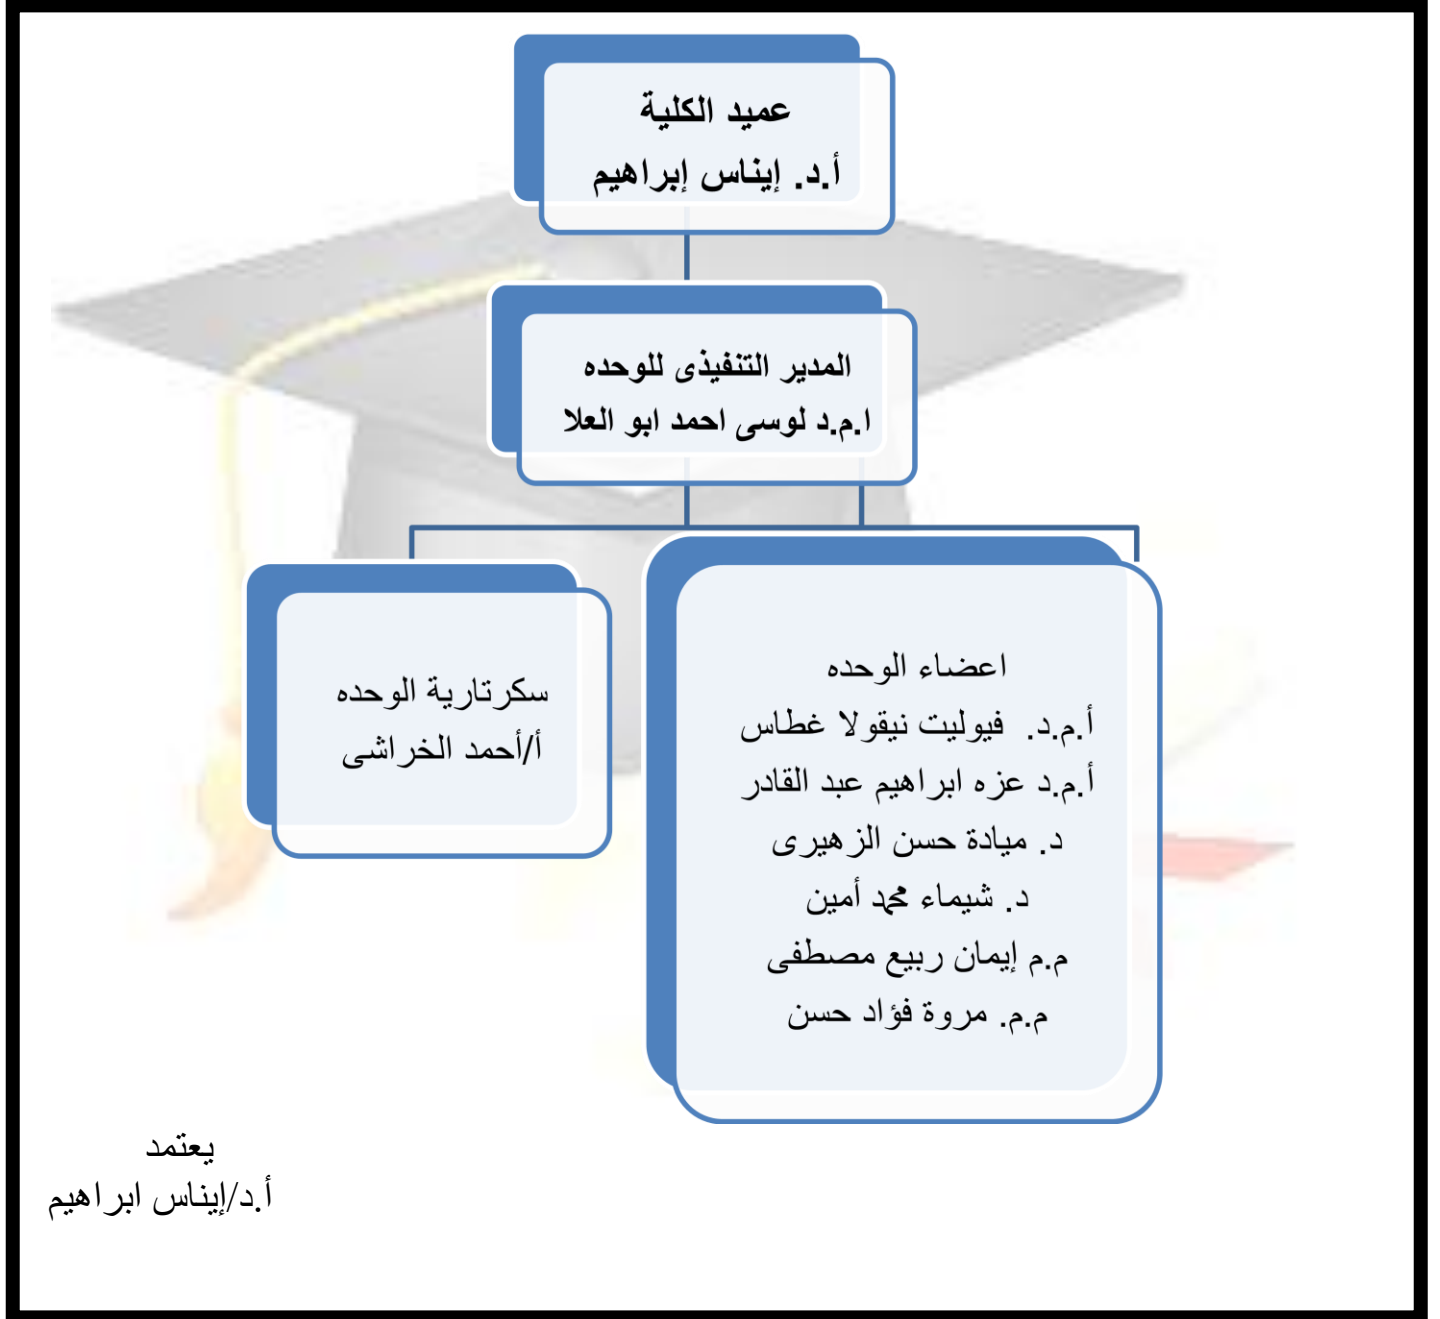 عميد الكلية
أ.د. إيناس إبراهيم
المدير التنفيذى للوحده
ا.م.د لوسى احمد ابو العلا
اعضاء الوحده
أ.م.د. فيوليت نيقولا غطاس
أ.م.د عزه ابراهيم عبد القادر
د. ميادة حسن الزهيرى
د. شيماء محمد أمين
م.م إيمان ربيع مصطفى
م.م. مروة فؤاد حسن
سكرتارية الوحده
أ/أحمد الخراشى
يعتمد
أ.د/إيناس ابراهيم